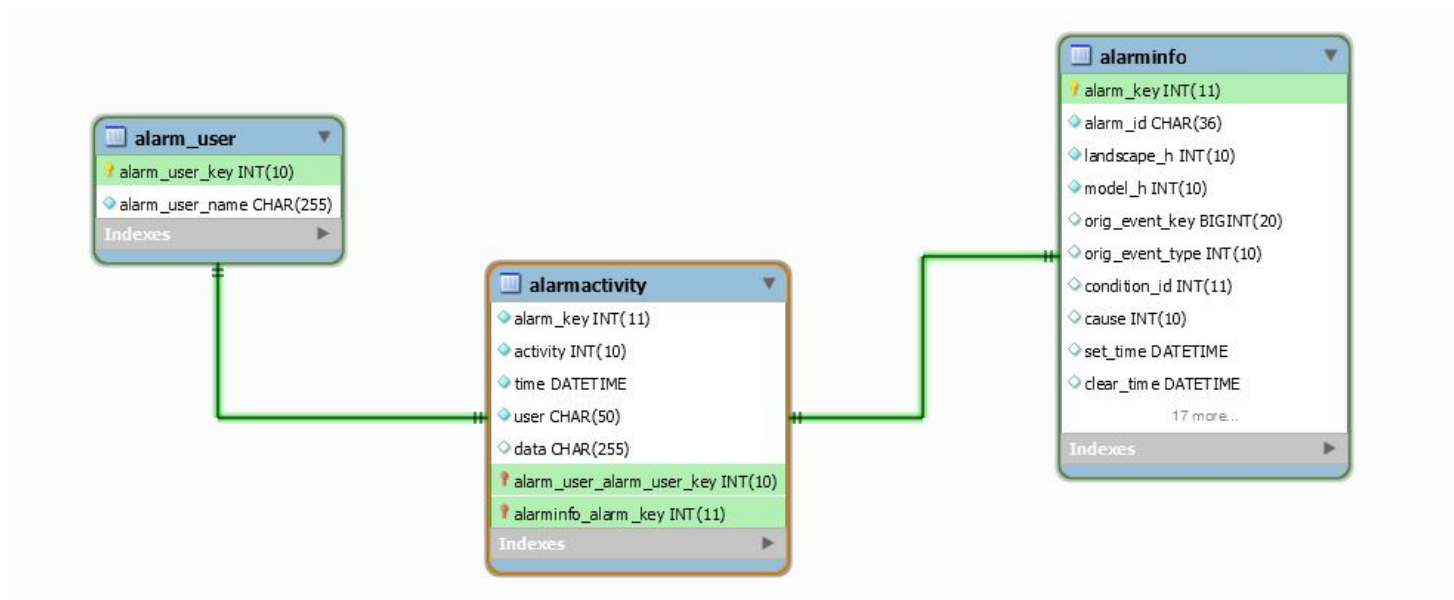 alarm_user
alarm_user_key INT(10)
alarm_user_name CHAR(255)
Indexes
alarmactivity
alarm_key INT(11)
activity INT(10)
time DATETIME
user CHAR(50)
data CHAR(255)
alarm_user_alarm_user_key INT(10)
alarminfo_alarm_key INT(11)
Indexes
alarminfo
alarm_key INT(11)
alarm_id CHAR(36)
landscape_h INT(10)
model_h INT(10)
orig_event_key BIGINT(20)
orig_event_type INT(10)
condition_id INT(11)
cause INT(10)
set_time DATETIME
clear_time DATETIME
17 more...
Indexes